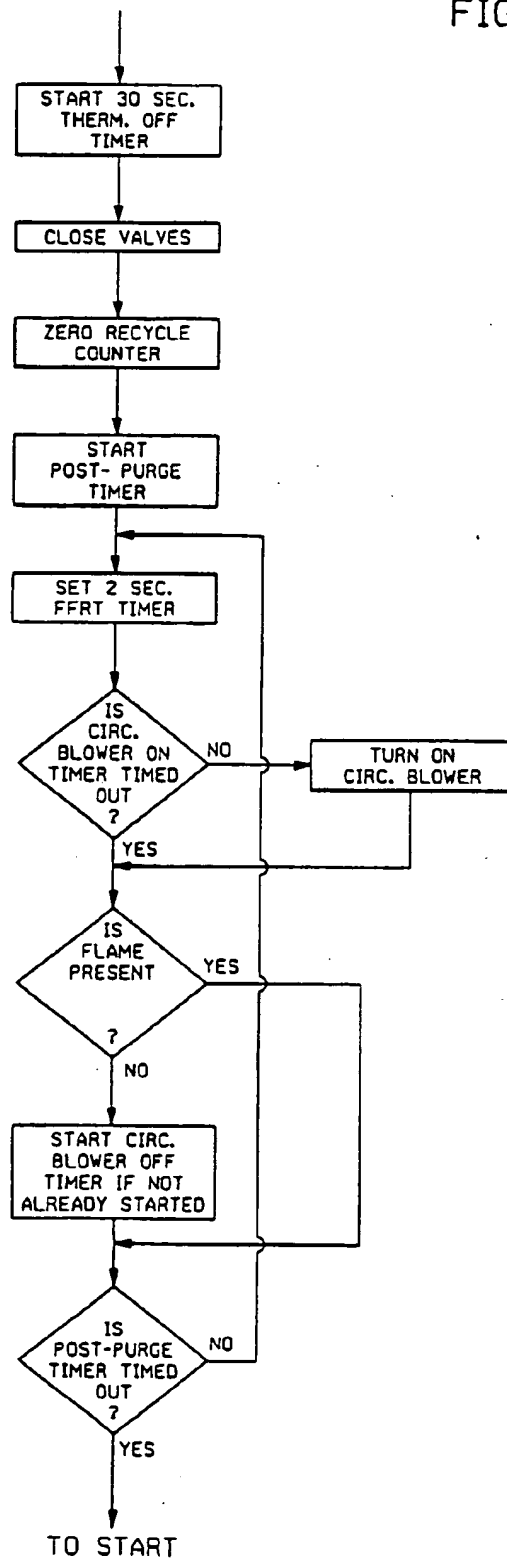 FIG
START 30 SEC.
THERM. OFF
TIMER
CLOSE VALVES
ZERO RECYCLE
COUNTER
START
POST- PURGE
TIMER
SET 2 SEC.
FFRT TIMER
IS
CIRC.
BLOWER ON
TIMER TIMED
OUT
?
NO
TURN ON
CIRC. BLOWER
YES
IS
FLAME
PRESENT
?
YES
NO
START CIRC.
BLOWER OFF
TIMER IF NOT
ALREADY STARTED
IS
POST-PURGE
TIMER TIMED
OUT
?
NO
YES
TO START